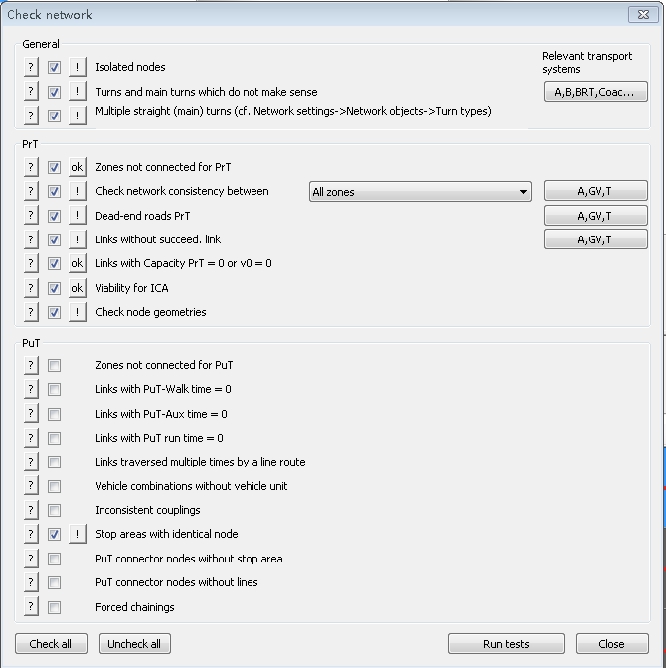 Check network
General
Relevant transport
systems
? ! Isolated nodes
? ! Turns and main turns which do not make sense A,B,BRT,Coac...
? ! Multiple straight (main) turns (cf. Network settings->Network objects->Turn types)
PrT
? ok Zones not connected for PrT
? ! Check network consistency between All zones A,GV,T
? ! Dead-end roads PrT A,GV,T
? ! Links without succeed. link A,GV,T
? ok Links with Capacity PrT = 0 or v0 = 0
? ok Viability for ICA
? ! Check node geometries
PuT
? Zones not connected for PuT
? Links with PuT-Walk time = 0
? Links with PuT-Aux time = 0
? Links with PuT run time = 0
? Links traversed multiple times by a line route
? Vehicle combinations without vehicle unit
? Inconsistent couplings
? ! Stop areas with identical node
? PuT connector nodes without stop area
? PuT connector nodes without lines
? Forced chainings
Check all Uncheck all Run tests Close